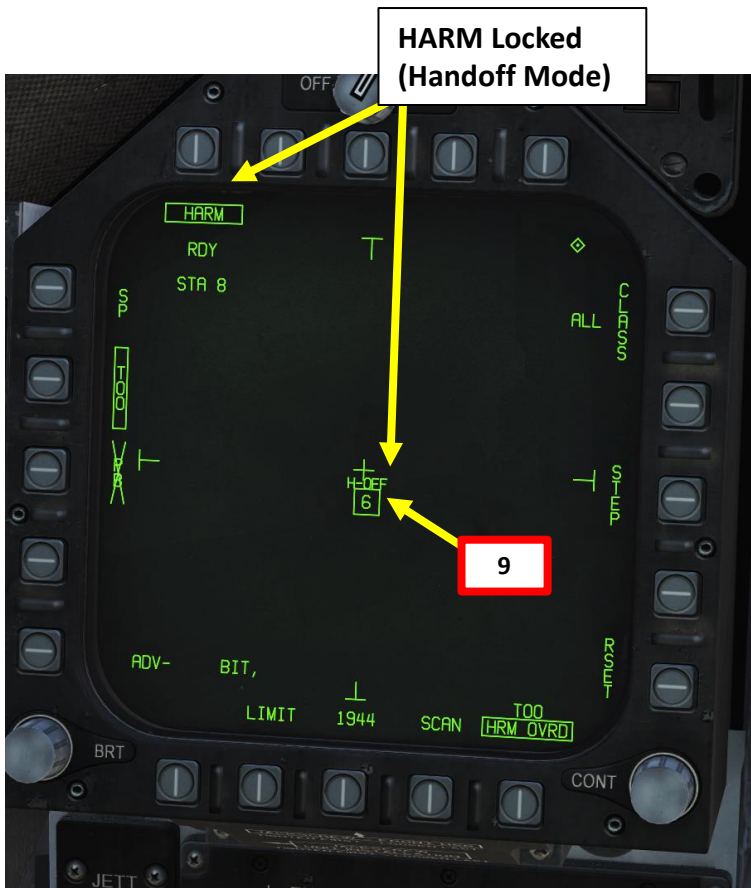 HARM Locked
(Handoff Mode)
OFF
HARM
RDY
STA 8
SP
CLASS
ALL
TOO
PB
STEP
H-OFF
6
9
RSET
ADV-
BIT,
LIMIT
1944
SCAN
TOO
HRM OVRD
BRT
CONT
JETT